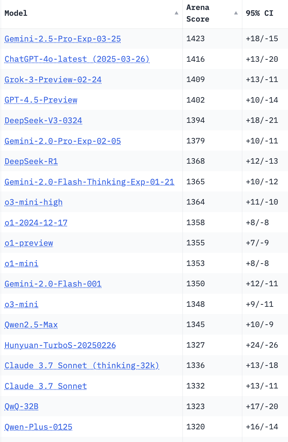 Model Arena Score 95% CI
Gemini-2.5-Pro-Exp-03-25 1423 +18/-15
ChatGPT-4o-latest (2025-03-26) 1416 +13/-20
Grok-3-Preview-02-24 1409 +13/-11
GPT-4.5-Preview 1402 +10/-14
DeepSeek-V3-0324 1394 +18/-21
Gemini-2.0-Pro-Exp-02-05 1379 +10/-11
DeepSeek-R1 1368 +12/-13
Gemini-2.0-Flash-Thinking-Exp-01-21 1365 +10/-12
o3-mini-high 1364 +11/-10
o1-2024-12-17 1358 +8/-8
o1-preview 1355 +7/-9
o1-mini 1353 +8/-8
Gemini-2.0-Flash-001 1350 +12/-11
o3-mini 1348 +9/-11
Qwen2.5-Max 1345 +10/-9
Hunyuan-TurboS-20250226 1327 +24/-26
Claude 3.7 Sonnet (thinking-32k) 1336 +13/-18
Claude 3.7 Sonnet 1332 +13/-11
QwQ-32B 1323 +17/-20
Qwen-Plus-0125 1320 +16/-14